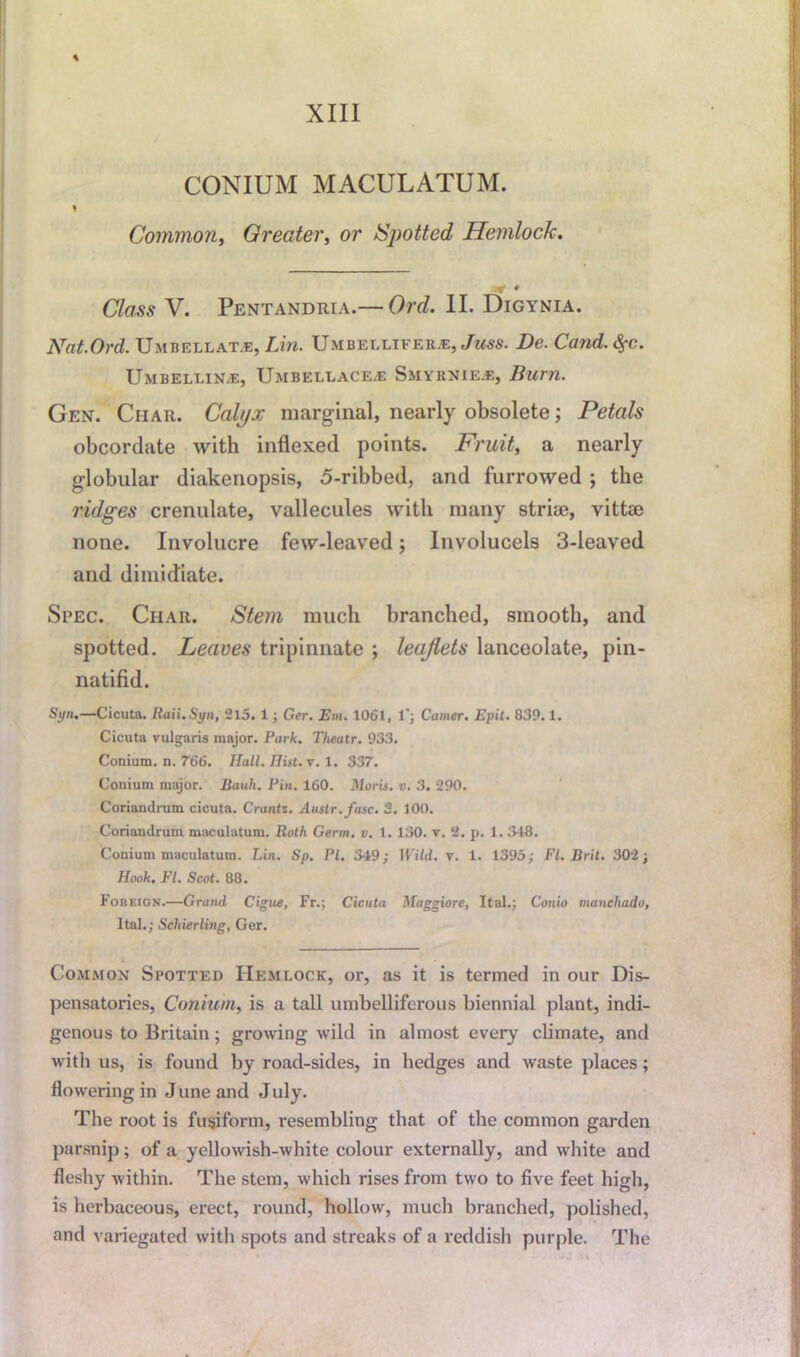 XIII
CONIUM MACULATUM.
Common, Greater, or Spotted Hemlock.
Class V. PENTANDRIA.—Ord. II. DIGYNIA.
Nat.Ord. UMBELLATÆ, Lin. UMBELLIFERÆ, Juss. De. Cand. &c.
UMBELLINÆ, UMBELLACEÆ SMYRNIEÆ, Burn.
GEN. CHAR. Calyx marginal, nearly obsolete; Petals
obcordate with inflexed points. Fruit, a nearly
globular diakenopsis, 5-ribbed, and furrowed; the
ridges crenulate, vallecules with many striæ, vittæ
none. Involucre few-leaved; Involucels 3-leaved
and dimidiate.
SPEC. CHAR. Stem much branched, smooth, and
spotted. Leaves tripinnate; leaflets lanceolate, pin-
natifid.
Syn.—Cicuta. Raii. Syn, 215. 1; Ger. Em. 1061, 1'; Camer. Epit. 839. 1.
Cicuta vulgaris major. Park. Theatr. 933.
Conium. n. 766. Hall. Hist. v. 1. 337.
Conium major. Bauh. Pin. 160. Moris. v. 3. 290.
Coriandrum cicuta. Crantz. Austr. fasc. 3. 100.
Coriandrum maculatum. Roth Germ. v. 1. 130. v. 2. p. 1. 348.
Conium maculatum. Lin. Sp. Pl. 349; Wild. v. 1. 1395; Fl. Brit. 302;
Hook. Fl. Scot. 88.
FOREIGN.—Grand Cigue, Fr.; Cicuta Maggiore, Ital.; Conio manchado,
Ital.; Schierling, Ger.
COMMON SPOTTED HEMLOCK, or, as it is termed in our Dis-
pensatories, Conium, is a tall umbelliferous biennial plant, indi-
genous to Britain; growing wild in almost every climate, and
with us, is found by road-sides, in hedges and waste places;
flowering in June and July.
The root is fusiform, resembling that of the common garden
parsnip; of a yellowish-white colour externally, and white and
fleshy within. The stem, which rises from two to five feet high,
is herbaceous, erect, round, hollow, much branched, polished,
and variegated with spots and streaks of a reddish purple. The